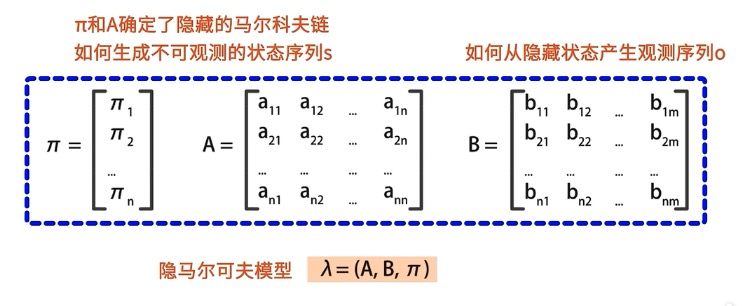 π和A确定了隐藏的马尔科夫链
如何生成不可观测的状态序列s
如何从隐藏状态产生观测序列o
π = [π₁ π₂ ... πₙ]
A = [a₁₁ a₁₂ ... a₁ₙ
a₂₁ a₂₂ ... a₂ₙ
... ... ... ...
aₙ₁ aₙ₂ ... aₙₙ]
B = [b₁₁ b₁₂ ... b₁ₘ
b₂₁ b₂₂ ... b₂ₘ
... ... ... ...
bₙ₁ bₙ₂ ... bₙₘ]
隐马尔可夫模型 λ = (A, B, π)